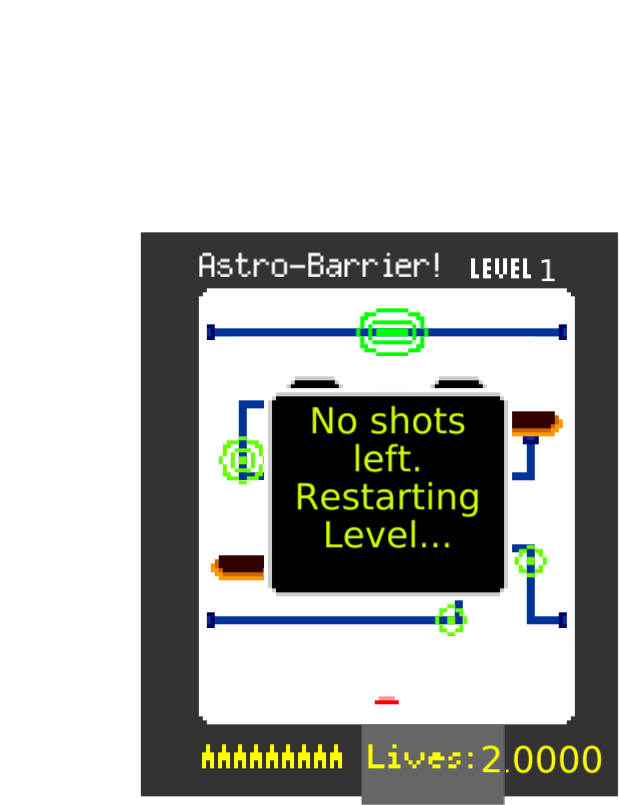 Astro-Barrier! LEVEL 1
No shots
left.
Restarting
Level...
Lives:2.0000